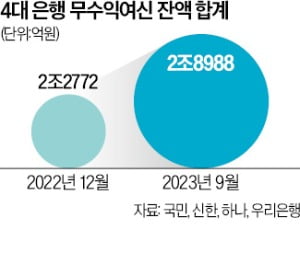 4대 은행 무수익여신 잔액 합계
(단위:억원)
2조2772
2조8988
2022년 12월
2023년 9월
자료: 국민, 신한, 하나, 우리은행